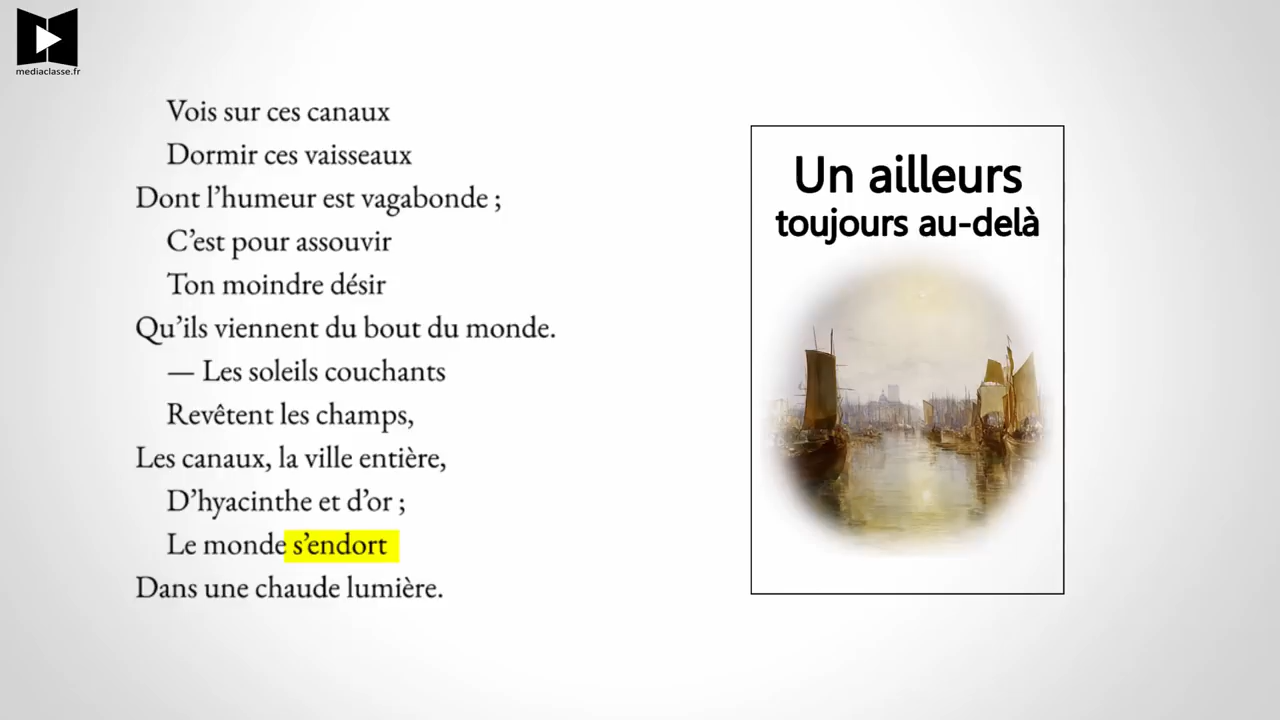 mediaclasse.fr
Vois sur ces canaux
Dormir ces vaisseaux
Dont l’humeur est vagabonde ;
C’est pour assouvir
Ton moindre désir
Qu’ils viennent du bout du monde.
— Les soleils couchants
Revêtent les champs,
Les canaux, la ville entière,
D’hyacinthe et d’or ;
Le monde s’endort
Dans une chaude lumière.
Un ailleurs
toujours au-delà